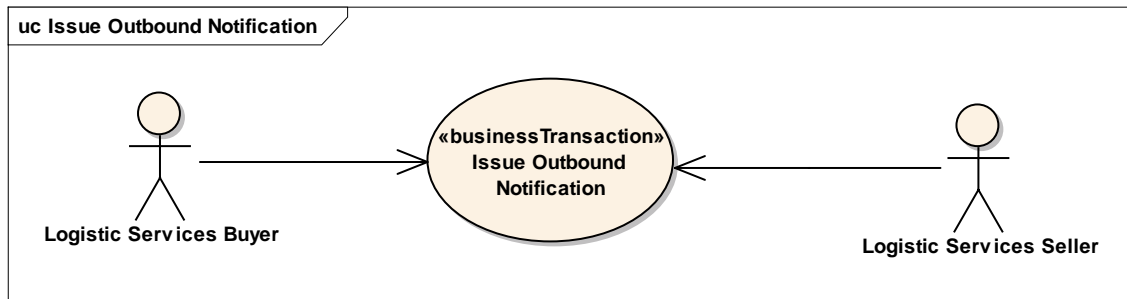 uc Issue Outbound Notification
«businessTransaction»
Issue Outbound
Notification
Logistic Services Buyer
Logistic Services Seller